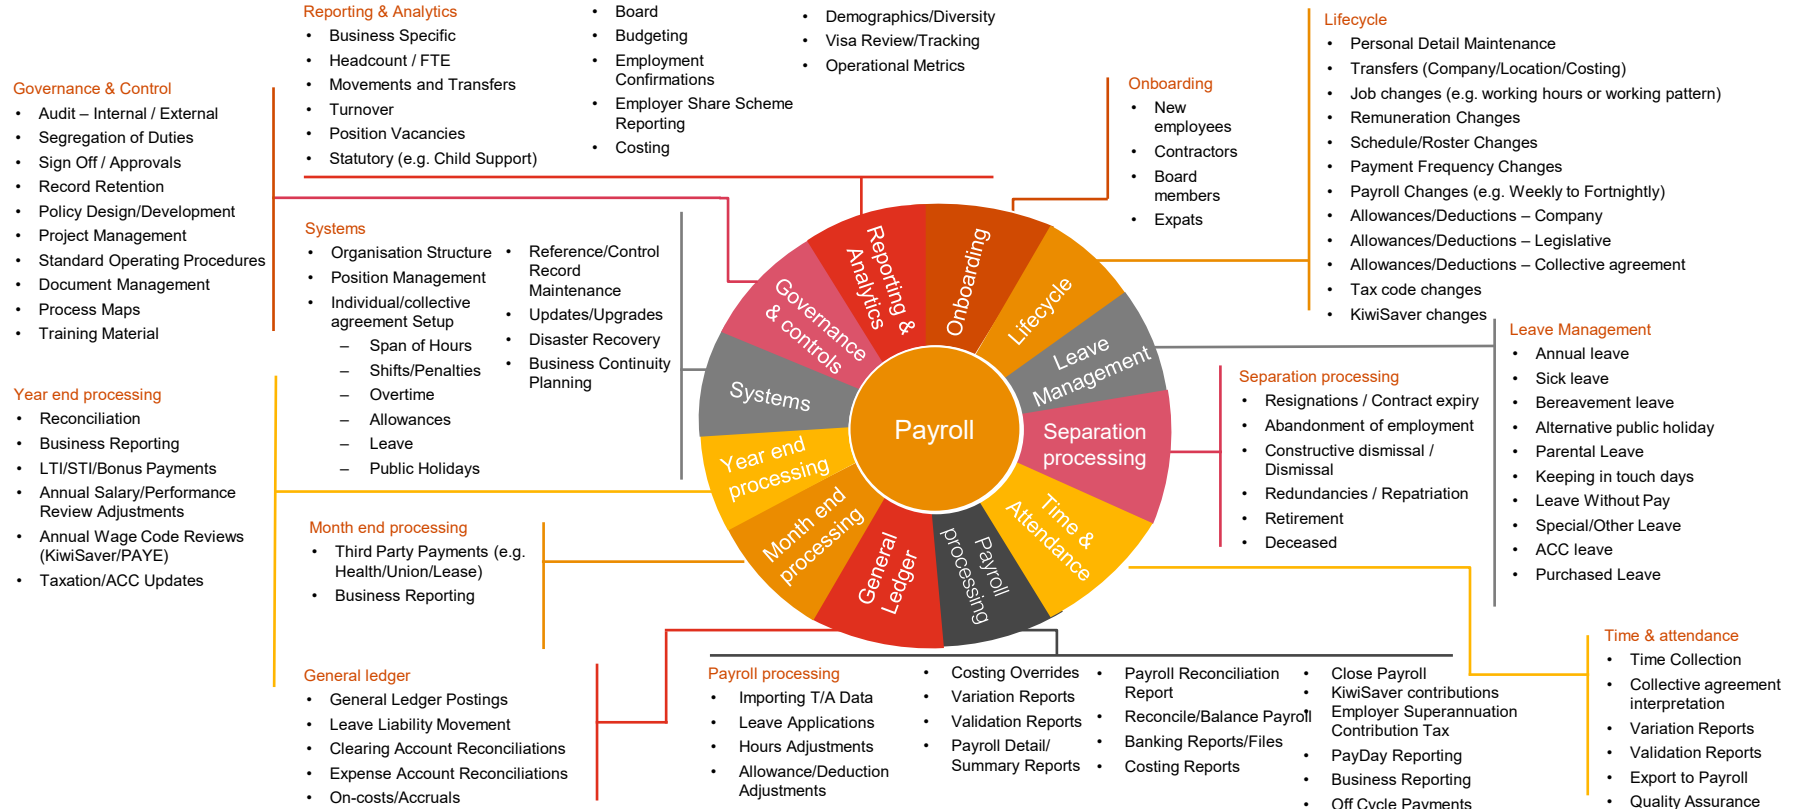 Reporting & Analytics
• Business Specific
• Headcount / FTE
• Movements and Transfers
• Turnover
• Position Vacancies
• Statutory (e.g. Child Support)
• Board
• Budgeting
• Employment
Confirmations
• Employer Share Scheme
Reporting
• Costing
• Demographics/Diversity
• Visa Review/Tracking
• Operational Metrics
Onboarding
• New
employees
• Contractors
• Board
members
• Expats
Lifecycle
• Personal Detail Maintenance
• Transfers (Company/Location/Costing)
• Job changes (e.g. working hours or working pattern)
• Remuneration Changes
• Schedule/Roster Changes
• Payment Frequency Changes
• Payroll Changes (e.g. Weekly to Fortnightly)
• Allowances/Deductions – Company
• Allowances/Deductions – Legislative
• Allowances/Deductions – Collective agreement
• Tax code changes
• KiwiSaver changes
Governance & Control
• Audit – Internal / External
• Segregation of Duties
• Sign Off / Approvals
• Record Retention
• Policy Design/Development
• Project Management
• Standard Operating Procedures
• Document Management
• Process Maps
• Training Material
Systems
• Organisation Structure
• Position Management
• Individual/collective
agreement Setup
– Span of Hours
– Shifts/Penalties
– Overtime
– Allowances
– Leave
– Public Holidays
• Reference/Control
Record
Maintenance
• Updates/Upgrades
• Disaster Recovery
• Business Continuity
Planning
Reporting &
Analytics
Onboarding
Lifecycle
Leave
Management
Separation
processing
Time &
Attendance
Payroll
processing
General
Ledger
Month end
processing
Year end
processing
Systems
Governance
& controls
Payroll
Leave Management
• Annual leave
• Sick leave
• Bereavement leave
• Alternative public holiday
• Parental Leave
• Keeping in touch days
• Leave Without Pay
• Special/Other Leave
• ACC leave
• Purchased Leave
Separation processing
• Resignations / Contract expiry
• Abandonment of employment
• Constructive dismissal /
Dismissal
• Redundancies / Repatriation
• Retirement
• Deceased
Year end processing
• Reconciliation
• Business Reporting
• LTI/STI/Bonus Payments
• Annual Salary/Performance
Review Adjustments
• Annual Wage Code Reviews
(KiwiSaver/PAYE)
• Taxation/ACC Updates
Month end processing
• Third Party Payments (e.g.
Health/Union/Lease)
• Business Reporting
General ledger
• General Ledger Postings
• Leave Liability Movement
• Clearing Account Reconciliations
• Expense Account Reconciliations
• On-costs/Accruals
Payroll processing
• Importing T/A Data
• Leave Applications
• Hours Adjustments
• Allowance/Deduction
Adjustments
• Costing Overrides
• Variation Reports
• Validation Reports
• Payroll Detail/
Summary Reports
• Payroll Reconciliation
Report
• Reconcile/Balance Payroll
• Banking Reports/Files
• Costing Reports
• Close Payroll
• KiwiSaver contributions
• Employer Superannuation
Contribution Tax
• PayDay Reporting
• Business Reporting
• Off Cycle Payments
Time & attendance
• Time Collection
• Collective agreement
interpretation
• Variation Reports
• Validation Reports
• Export to Payroll
• Quality Assurance